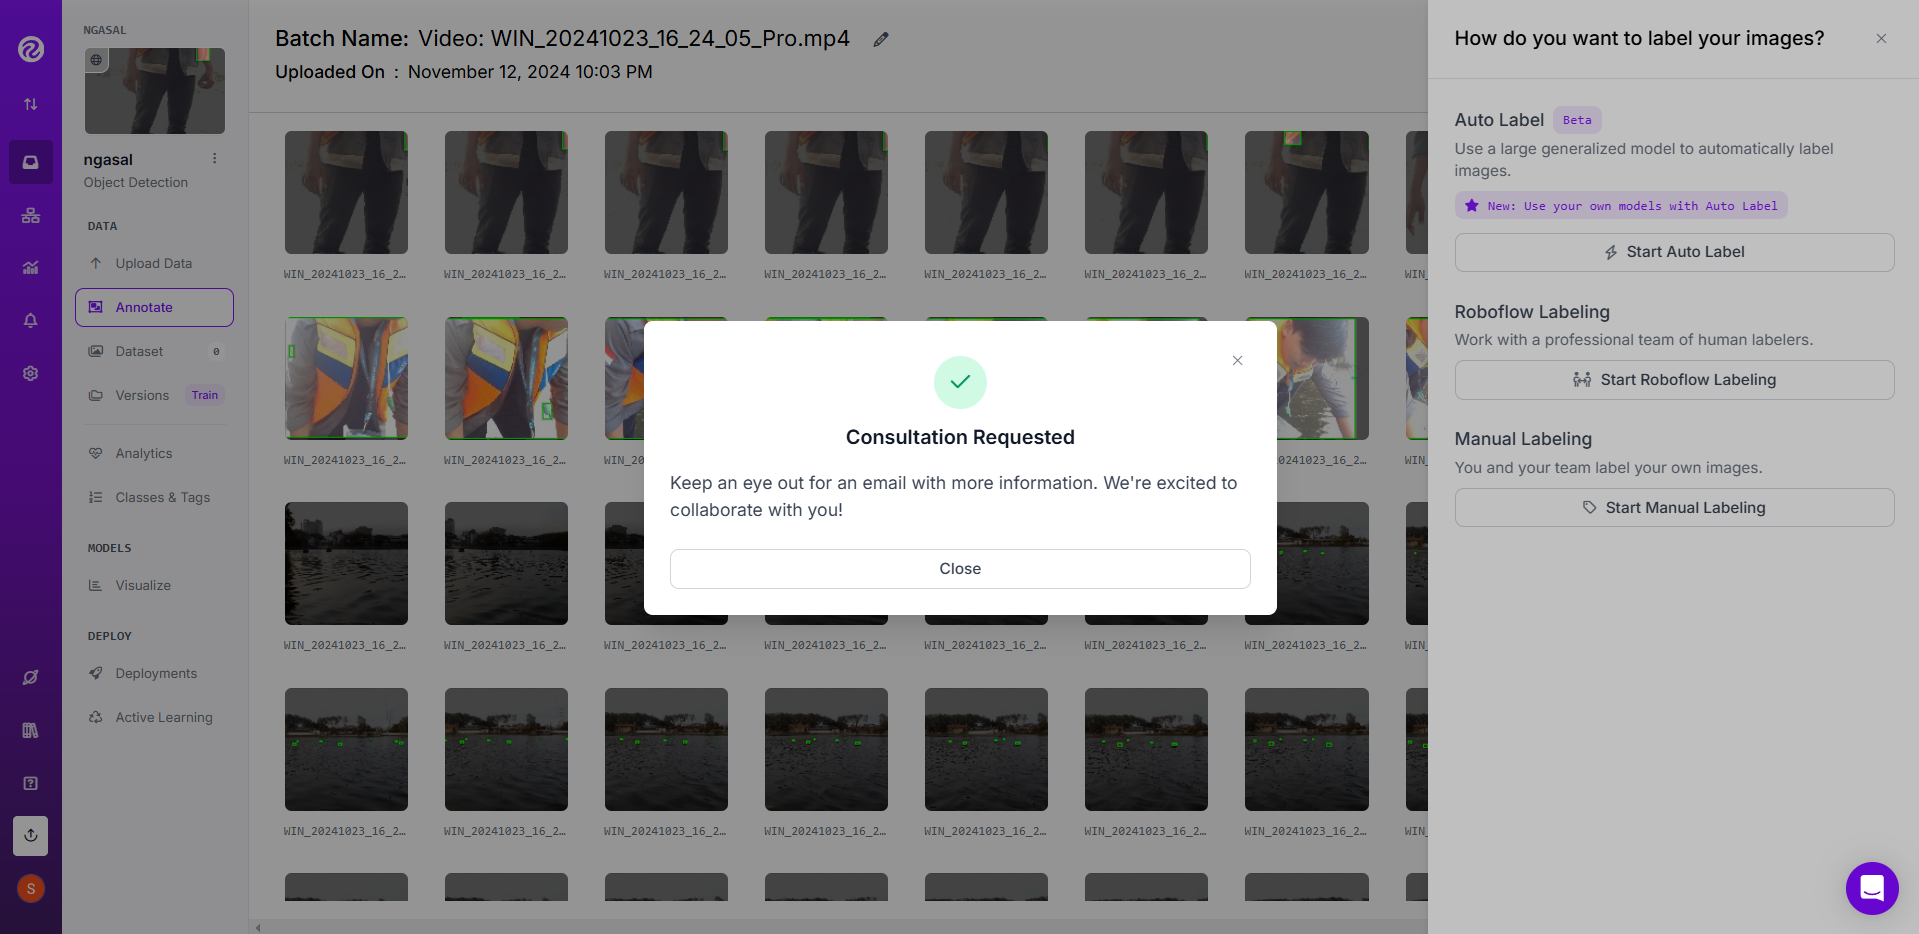 NGASAL
ngasal
Object Detection
DATA
Upload Data
Annotate
Dataset 0
Versions Train
Analytics
Classes & Tags
MODELS
Visualize
DEPLOY
Deployments
Active Learning
S
Batch Name: Video: WIN_20241023_16_24_05_Pro.mp4
Uploaded On : November 12, 2024 10:03 PM
WIN_20241023_16_2… WIN_20241023_16_2… WIN_20241023_16_2… WIN_20241023_16_2… WIN_20241023_16_2… WIN_20241023_16_2… WIN_20241023_16_2… WIN_
WIN_20241023_16_2… WIN_20241023_16_2… WIN_20 20241023_16_2… WIN_
WIN_20241023_16_2… WIN_20241023_16_2… WIN_20241023_16_2… WIN_20241023_16_2… WIN_20241023_16_2… WIN_20241023_16_2… WIN_20241023_16_2… WIN_
WIN_20241023_16_2… WIN_20241023_16_2… WIN_20241023_16_2… WIN_20241023_16_2… WIN_20241023_16_2… WIN_20241023_16_2… WIN_20241023_16_2… WIN_
Consultation Requested
Keep an eye out for an email with more information. We're excited to
collaborate with you!
Close
How do you want to label your images?
Auto Label Beta
Use a large generalized model to automatically label
images.
New: Use your own models with Auto Label
Start Auto Label
Roboflow Labeling
Work with a professional team of human labelers.
Start Roboflow Labeling
Manual Labeling
You and your team label your own images.
Start Manual Labeling